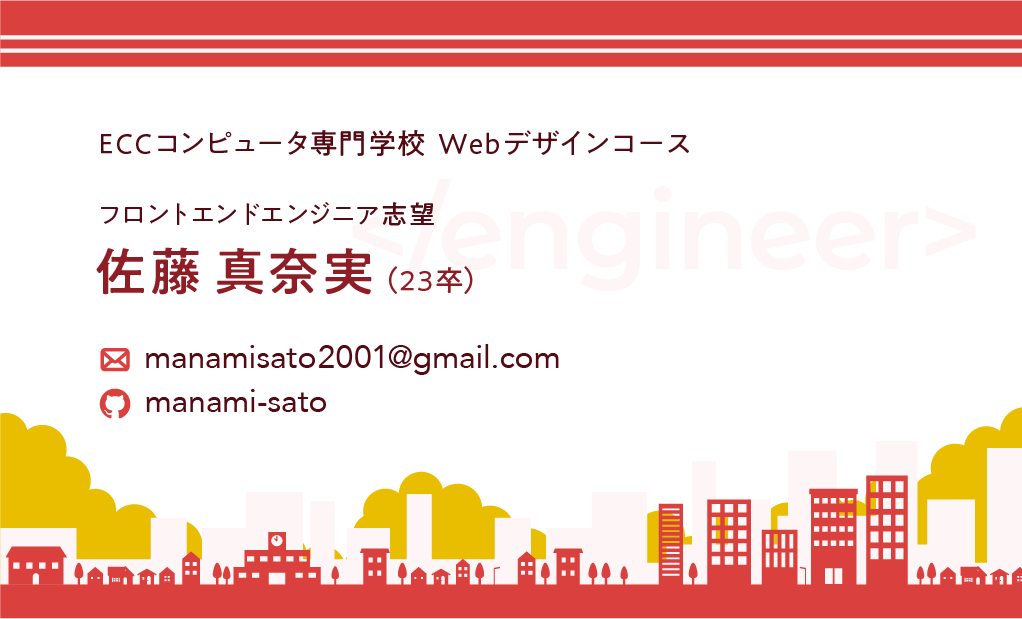 ECCコンピュータ専門学校 Webデザインコース
フロントエンドエンジニア志望
</engineer>
佐藤 真奈実 (23卒)
manamisato2001@gmail.com
manami-sato